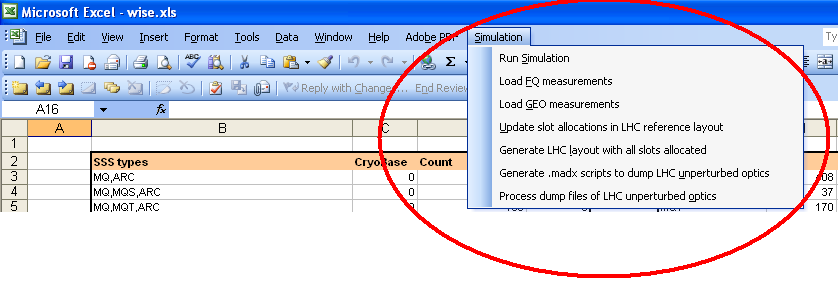 Microsoft Excel - wise.xls
File Edit View Insert Format Tools Data Window Help Adobe PDF Simulation Ty
Run Simulation
Load FQ measurements
Load GEO measurements
Update slot allocations in LHC reference layout
Generate LHC layout with all slots allocated
Generate .madx scripts to dump LHC unperturbed optics
Process dump files of LHC unperturbed optics
Reply with Changes... End Review
A16 fx
A B C
1
2 SSS types CryoBase Count
3 MQ,ARC 0 408
4 MQ,MQS,ARC 0 37
5 MQ,MQT,ARC 170